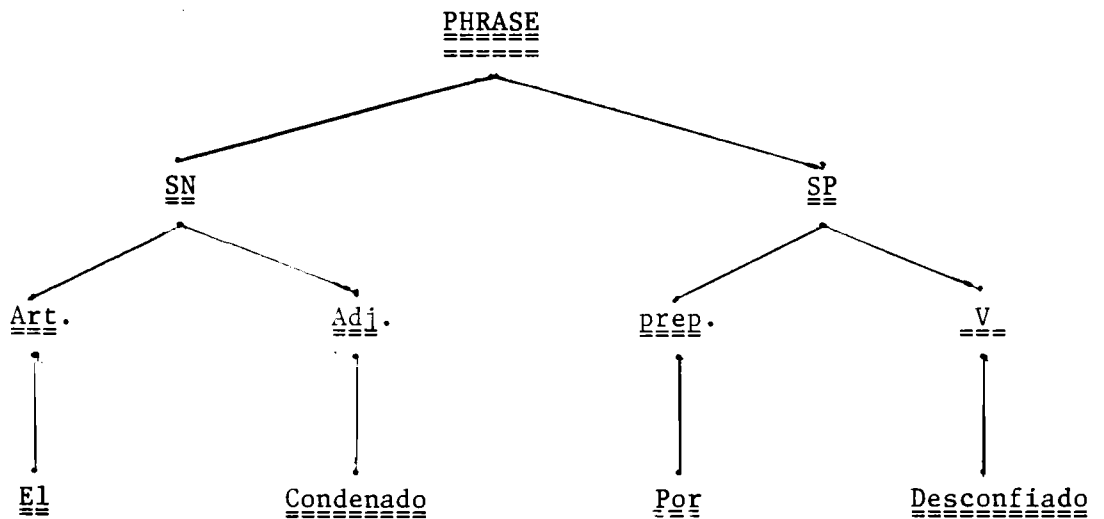 PHRASE
SN SP
Art. Adj. prep. V
El Condenado Por Desconfiado